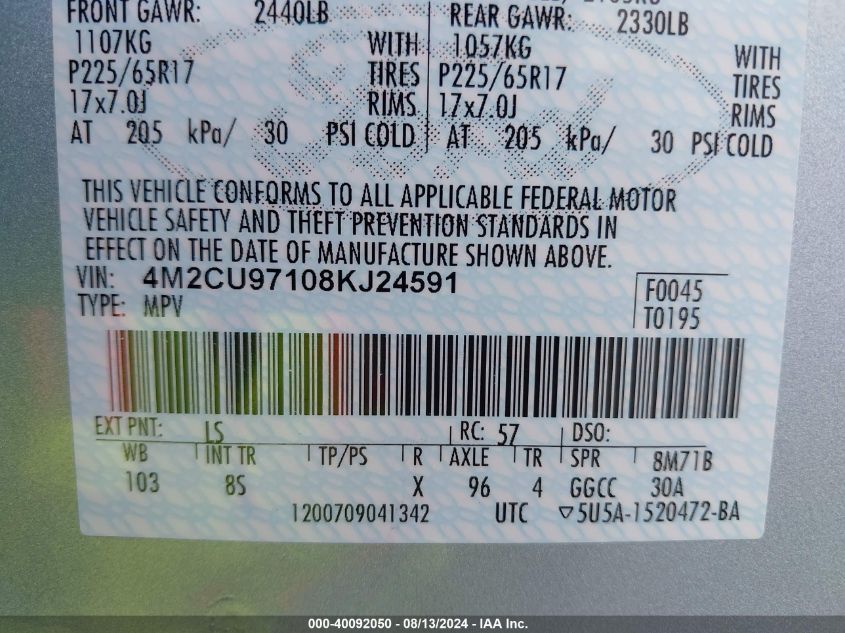 FRONT GAWR: 2440LB REAR GAWR: 2330LB
1107KG WITH 1057KG WITH
P225/65R17 TIRES P225/65R17 TIRES
17x7.0J RIMS 17x7.0J RIMS
AT 205 kPa/ 30 PSI COLD AT 205 kPa/ 30 PSI COLD
THIS VEHICLE CONFORMS TO ALL APPLICABLE FEDERAL MOTOR
VEHICLE SAFETY AND THEFT PREVENTION STANDARDS IN
EFFECT ON THE DATE OF MANUFACTURE SHOWN ABOVE.
VIN: 4M2CU97108KJ24591 F0045
TYPE: MPV T0195
EXT PNT: LS RC: 57 DSO:
WB INT TR TP/PS R AXLE TR SPR 8M71B
103 8S X 96 4 GGCC 30A
1200709041342 UTC ▽5U5A-1520472-BA
000-40092050 - 08/13/2024 - IAA Inc.